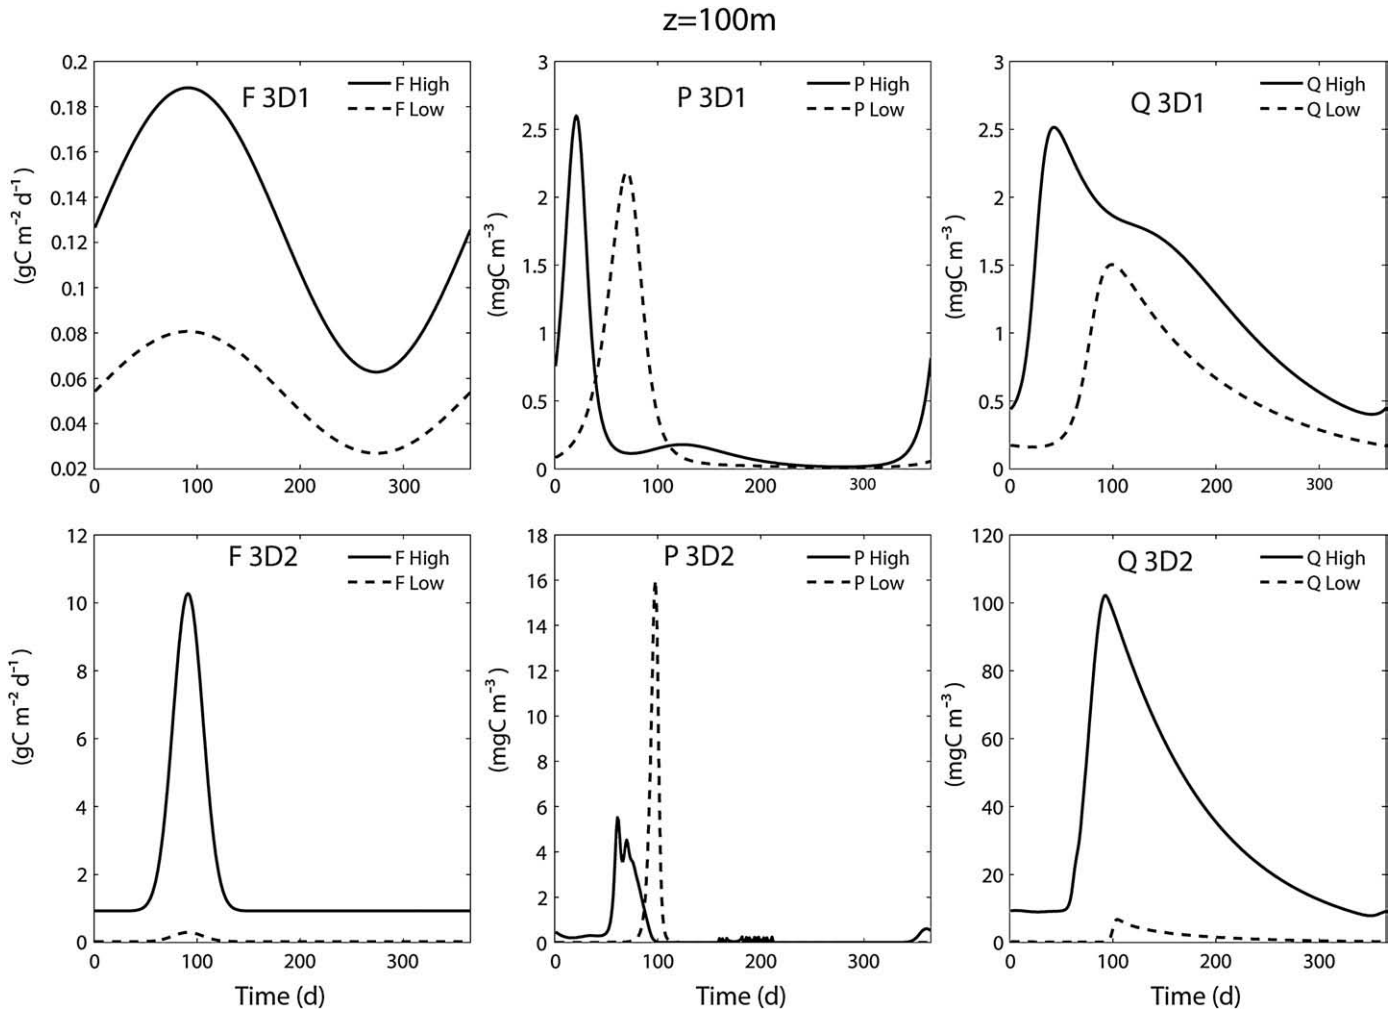 z=100m
F 3D1
F High
F Low
(gC m⁻² d⁻¹)
0.2
0.18
0.16
0.14
0.12
0.1
0.08
0.06
0.04
0.02
0 100 200 300
P 3D1
P High
P Low
(mgC m⁻³ )
3
2.5
2
1.5
1
0.5
0
0 100 200 300
Q 3D1
Q High
Q Low
(mgC m⁻³ )
3
2.5
2
1.5
1
0.5
0
0 100 200 300
F 3D2
F High
F Low
(gC m⁻² d⁻¹)
12
10
8
6
4
2
0
0 100 200 300
Time (d)
P 3D2
P High
P Low
(mgC m⁻³ )
18
16
14
12
10
8
6
4
2
0
0 100 200 300
Time (d)
Q 3D2
Q High
Q Low
(mgC m⁻³ )
120
100
80
60
40
20
0
0 100 200 300
Time (d)